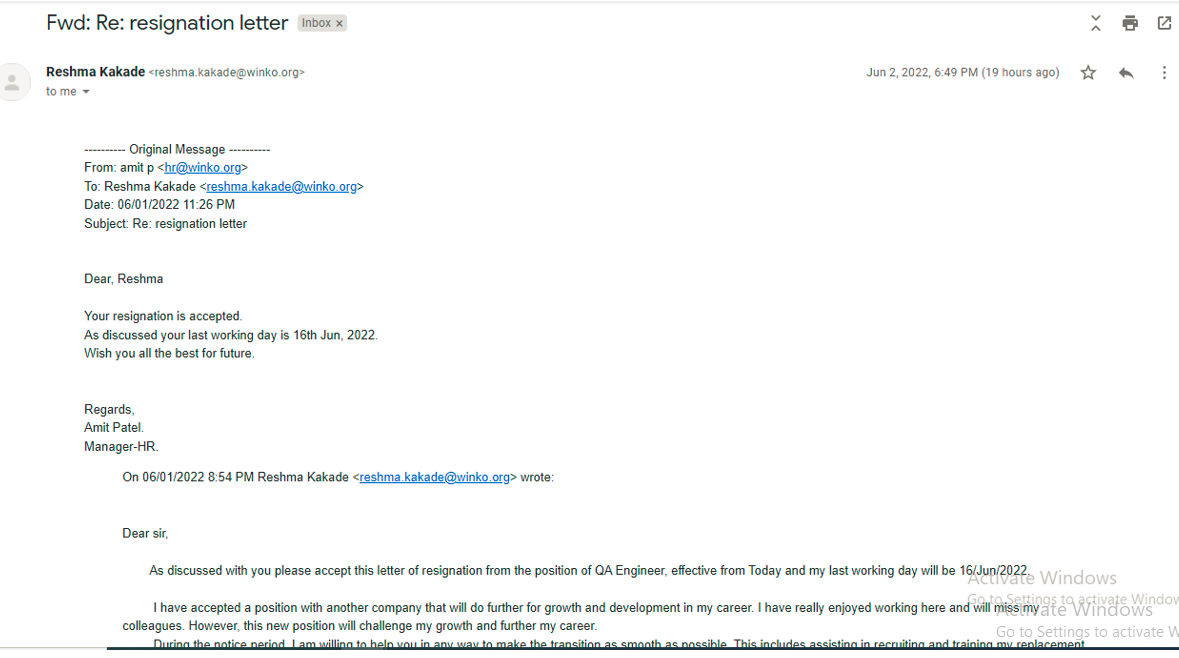 Fwd: Re: resignation letter Inbox x
Reshma Kakade <reshma.kakade@winko.org> Jun 2, 2022, 6:49 PM (19 hours ago)
to me
---------- Original Message ----------
From: amit p <hr@winko.org>
To: Reshma Kakade <reshma.kakade@winko.org>
Date: 06/01/2022 11:26 PM
Subject: Re: resignation letter
Dear, Reshma
Your resignation is accepted.
As discussed your last working day is 16th Jun, 2022.
Wish you all the best for future.
Regards,
Amit Patel.
Manager-HR.
On 06/01/2022 8:54 PM Reshma Kakade <reshma.kakade@winko.org> wrote:
Dear sir,
As discussed with you please accept this letter of resignation from the position of QA Engineer, effective from Today and my last working day will be 16/Jun/2022.
Activate Windows
Go to Settings to activate Window
I have accepted a position with another company that will do further for growth and development in my career. I have really enjoyed working here and will miss my
Activate Windows
colleagues. However, this new position will challenge my growth and further my career.
Go to Settings to activate W
During the notice period, I am willing to help you in any way to make the transition as smooth as possible. This includes assisting in recruiting and training my replacement